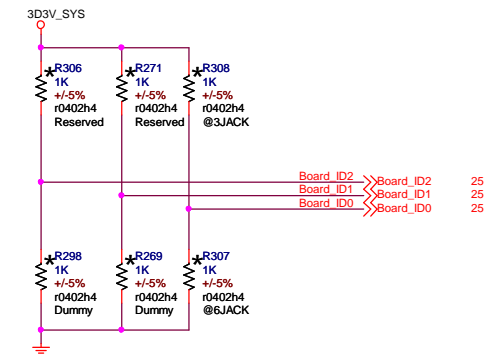 3D3V_SYS
*R306
1K
+/-5%
r0402h4
Reserved
*R271
1K
+/-5%
r0402h4
Reserved
*R308
1K
+/-5%
r0402h4
@3JACK
Board_ID2 Board_ID2 25
Board_ID1 Board_ID1 25
Board_ID0 Board_ID0 25
*R298
1K
+/-5%
r0402h4
Dummy
*R269
1K
+/-5%
r0402h4
Dummy
*R307
1K
+/-5%
r0402h4
@6JACK